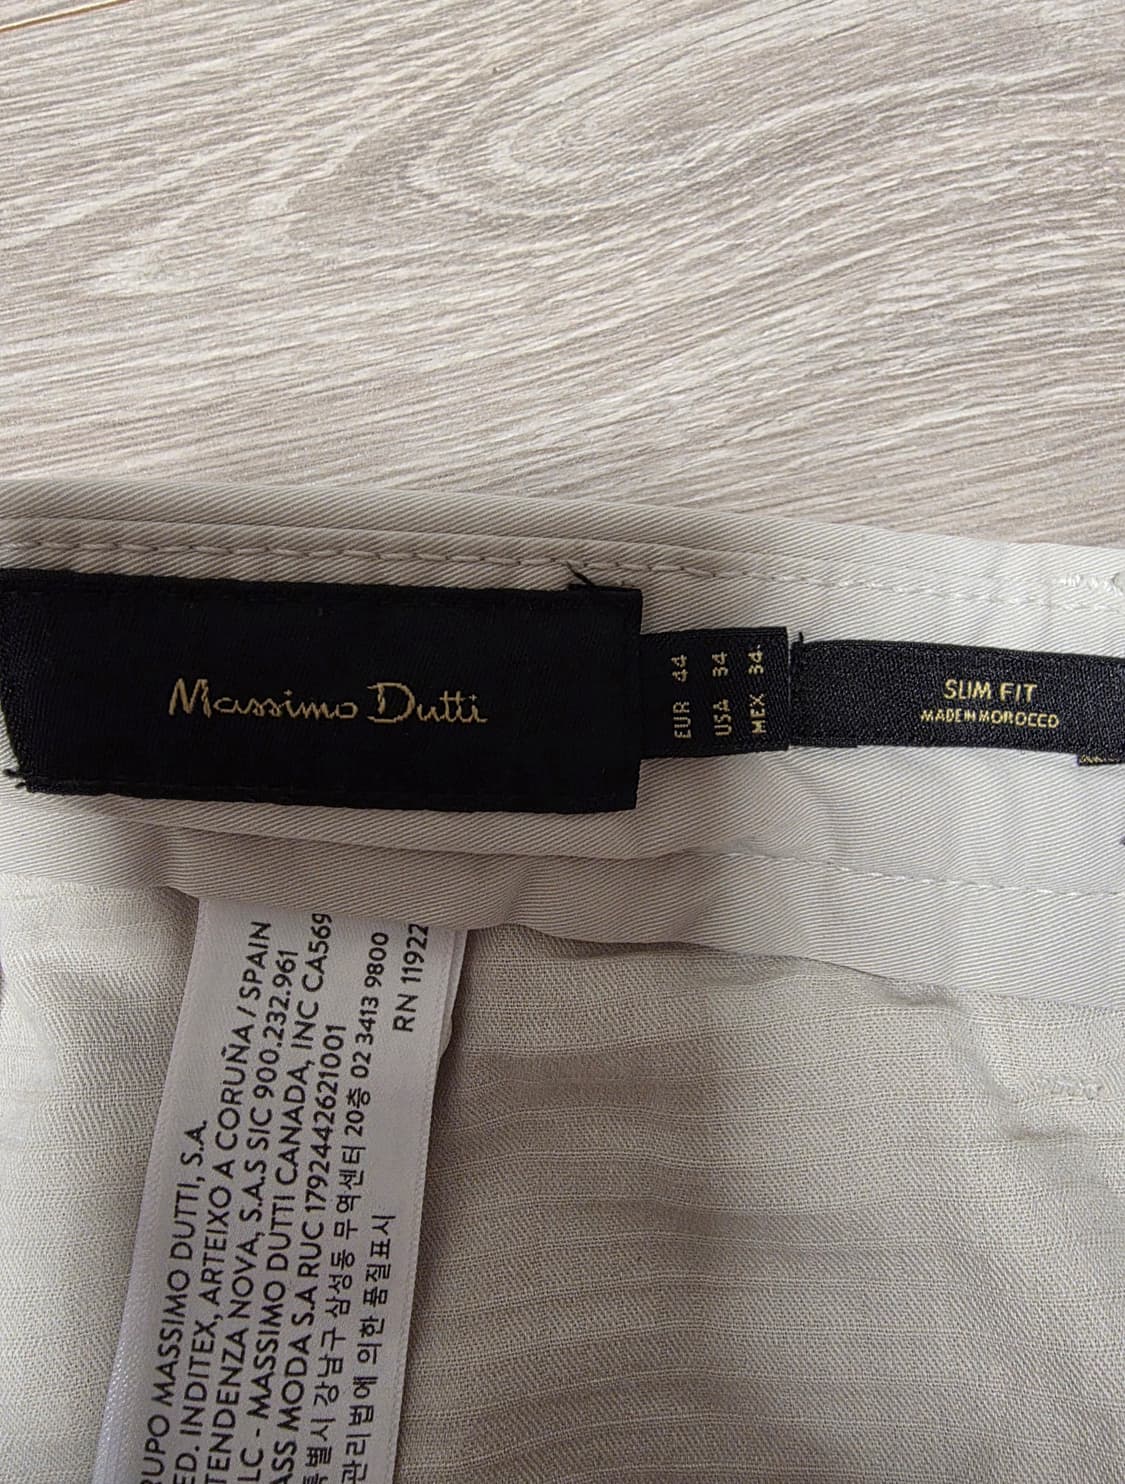 Massimo Dutti
EUR 44
USA 34
MEX 34
SLIM FIT
MADE IN MOROCCO
RUPO MASSIMO DUTTI, S.A.
ED. INDITEX, ARTEIXO A CORUÑA / SPAIN
TENDENZA NOVA, S.A.S SIC 900.232.961
LC - MASSIMO DUTTI CANADA, INC CA569
ASS MODA S.A RUC 1792442621001
특별시 강남구 삼성동 무역센터 20층 02 3413 9800
관리법에 의한 품질표시
RN 11922